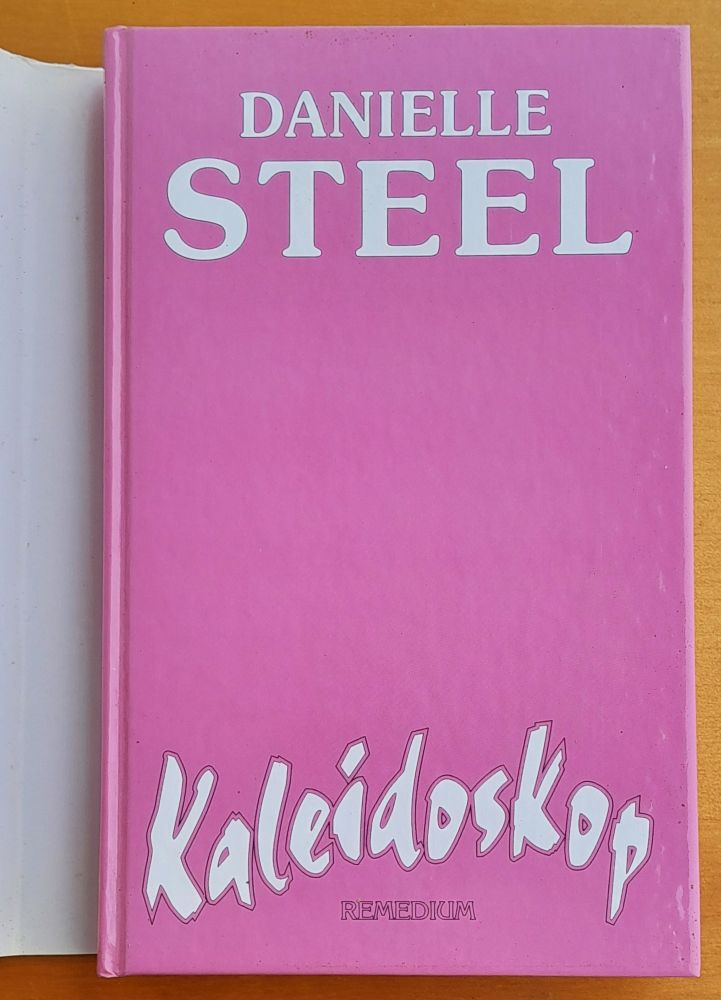 DANIELLE
STEEL
Kaleidoskop
REMEDIUM